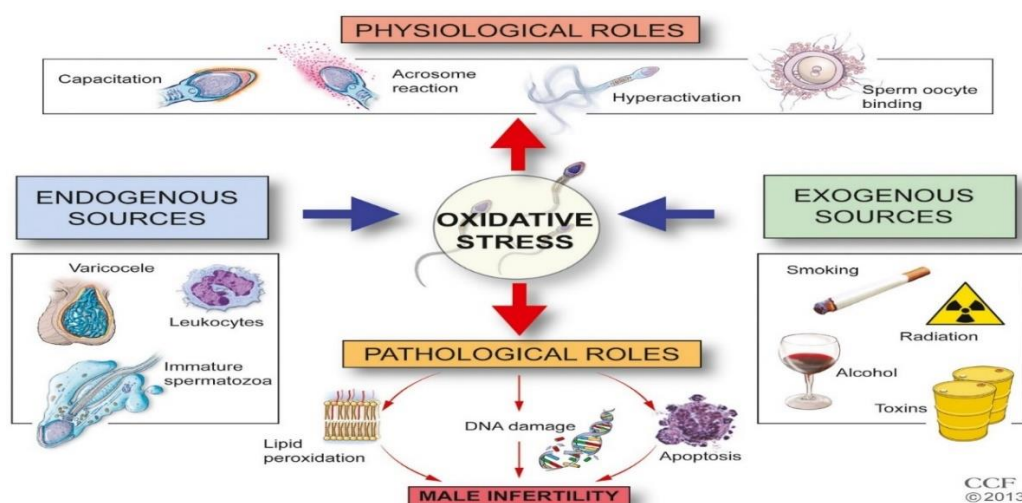 PHYSIOLOGICAL ROLES
Capacitation
Acrosome
reaction
Hyperactivation
Sperm oocyte
binding
ENDOGENOUS
SOURCES
OXIDATIVE
STRESS
EXOGENOUS
SOURCES
Varicocele
Leukocytes
Immature
spermatozoa
Smoking
Radiation
Alcohol
Toxins
PATHOLOGICAL ROLES
Lipid
peroxidation
DNA damage
Apoptosis
MALE INFERTILITY
CCF
©2013